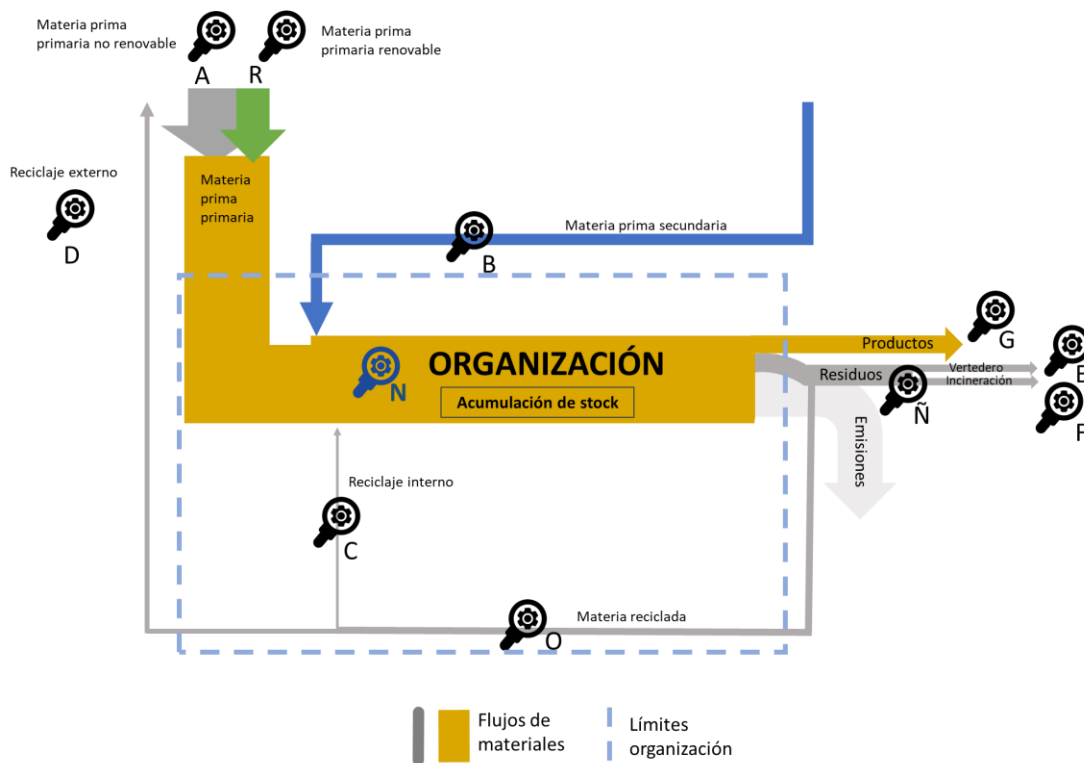 Materia prima
primaria no renovable
A
R
Materia prima
primaria renovable
Reciclaje externo
D
Materia
prima
primaria
Materia prima secundaria
B
ORGANIZACIÓN
N
Acumulación de stock
Productos
G
Residuos
Vertedero
Incineración
E
Ñ
F
Emisiones
Reciclaje interno
C
Materia reciclada
O
Flujos de
materiales
Límites
organización